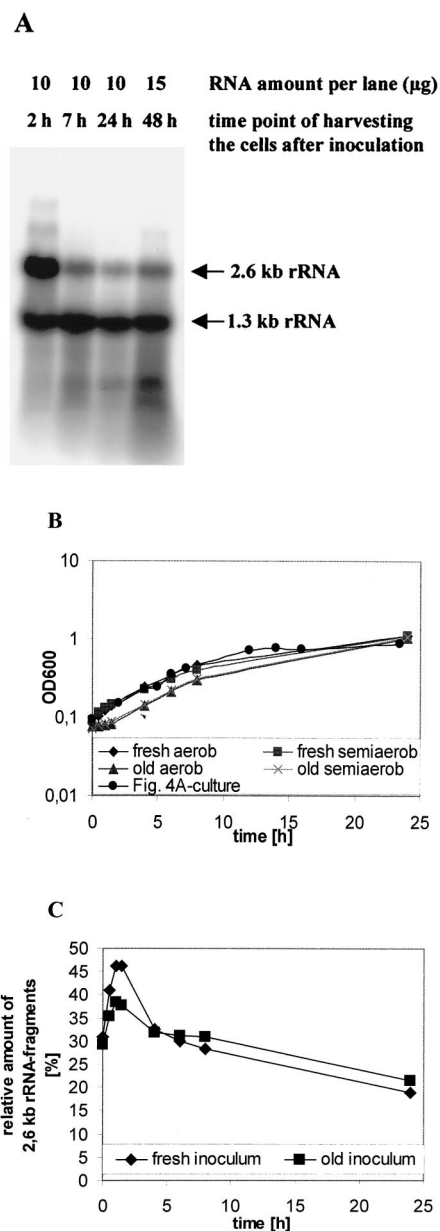 A
10 10 10 15 RNA amount per lane (µg)
2 h 7 h 24 h 48 h time point of harvesting
the cells after inoculation
2.6 kb rRNA
1.3 kb rRNA
B
10
1
0,1
0,01
OD600
fresh aerob fresh semiaerob
old aerob old semiaerob
Fig. 4A-culture
0 5 10 15 20 25
time [h]
C
50
45
40
35
30
25
20
15
10
5
0
relative amount of
2,6 kb rRNA-fragments
[%]
fresh inoculum old inoculum
0 5 10 15 20 25
time [h]